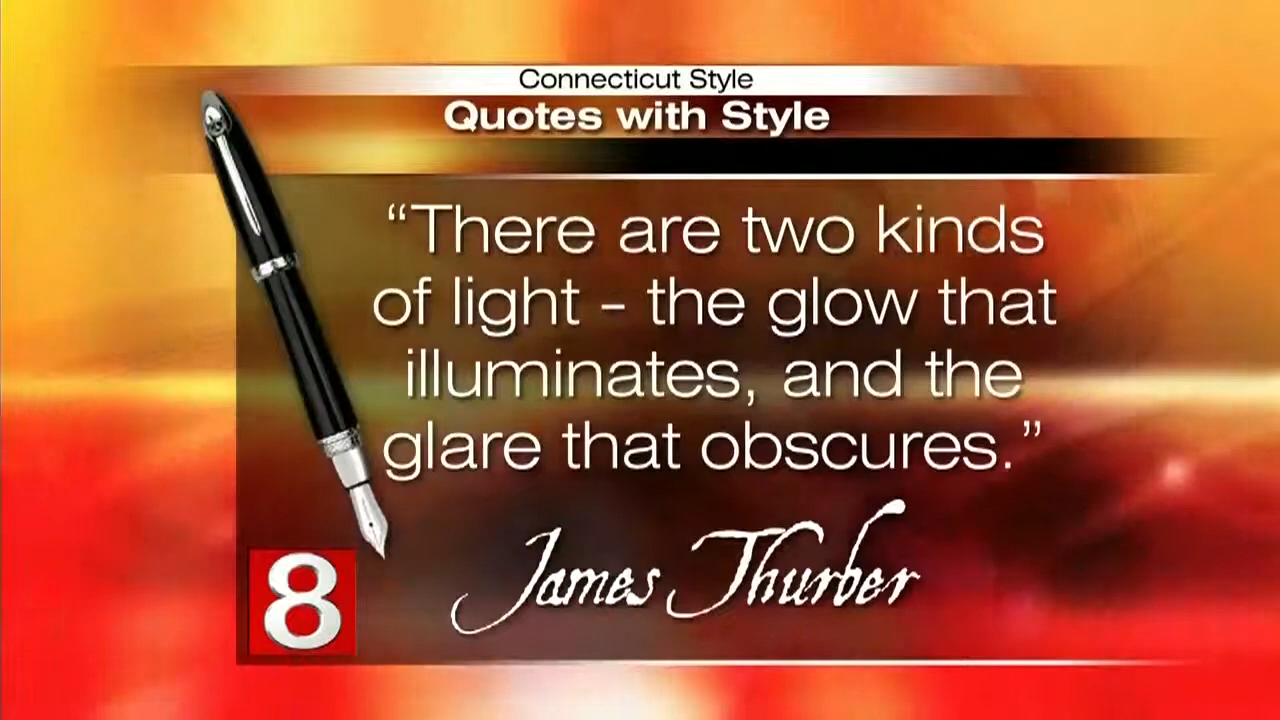 Connecticut Style
Quotes with Style
“There are two kinds
of light - the glow that
illuminates, and the
glare that obscures.”
James Thurber
8